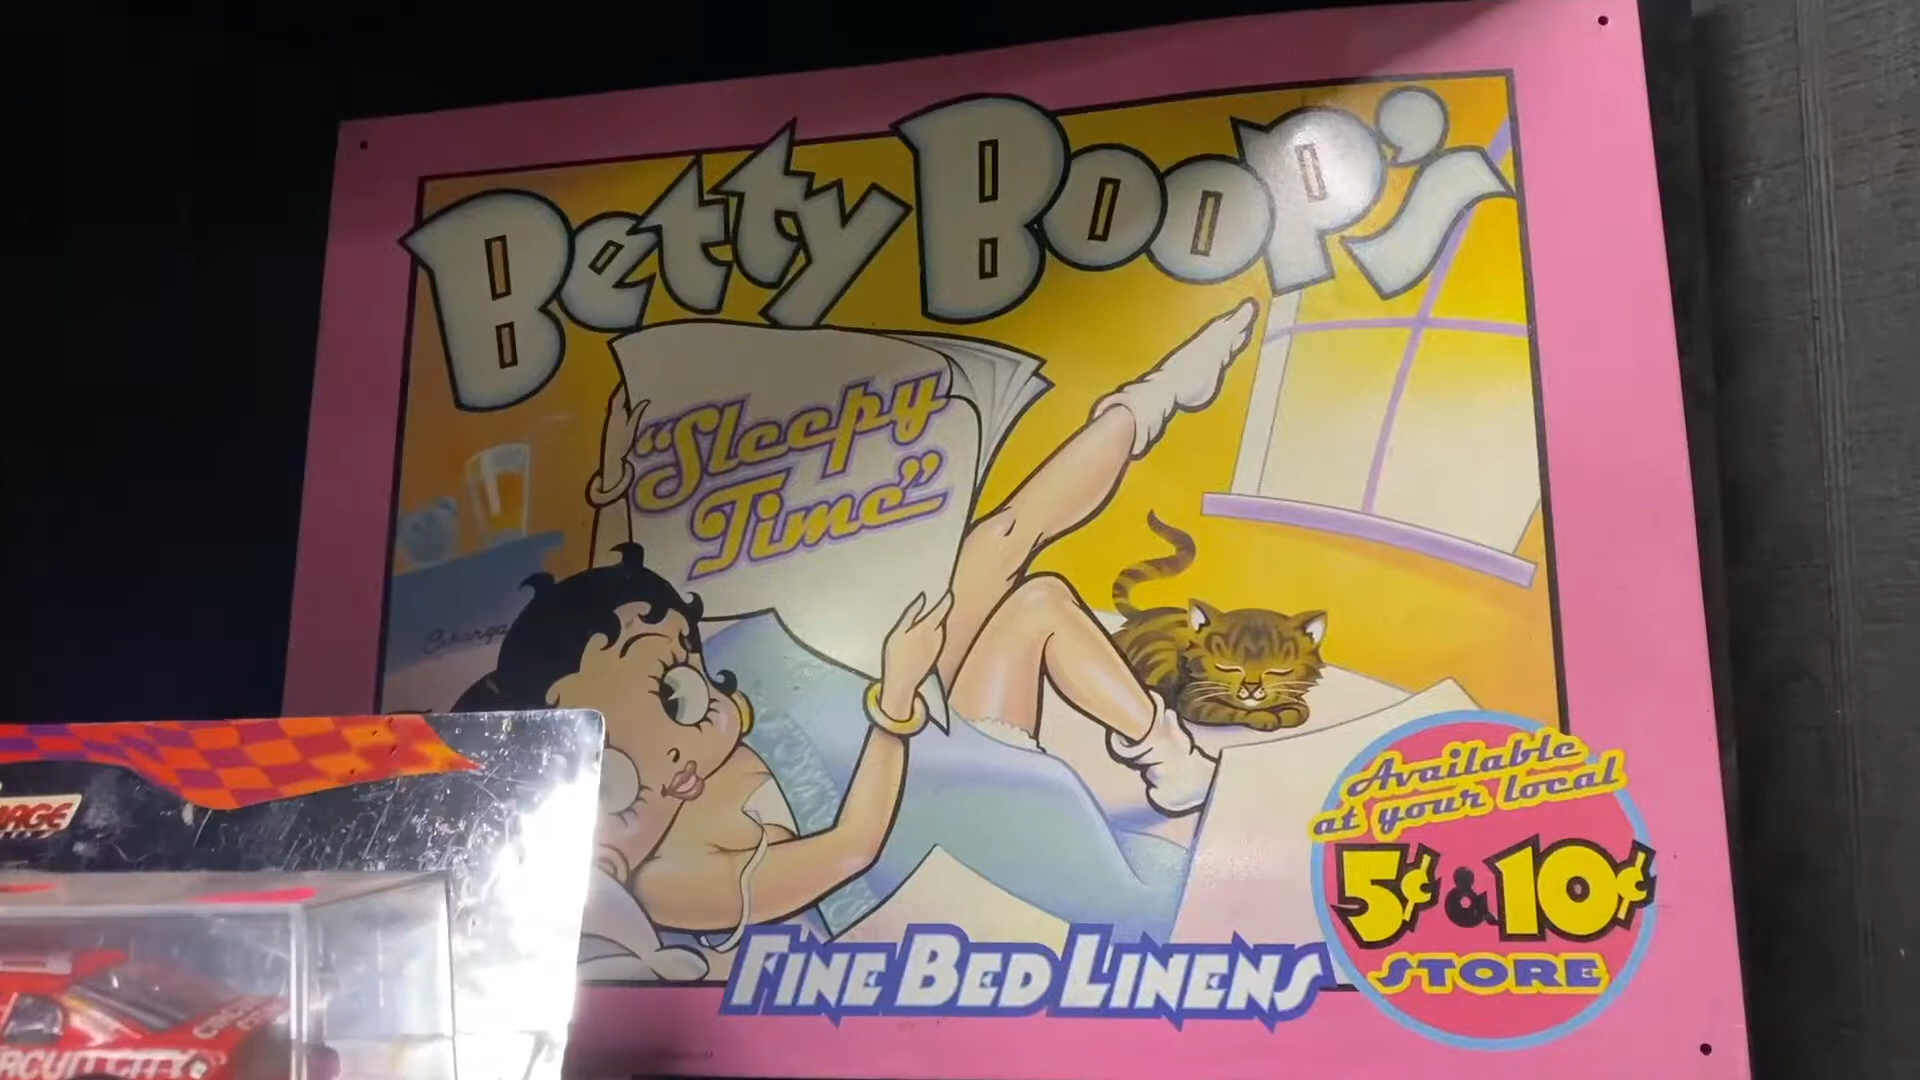 Betty Boop's
"Sleepy
Time"
Available
at your local
5¢ & 10¢
STORE
FINE BED LINENS
CIRCUIT CITY